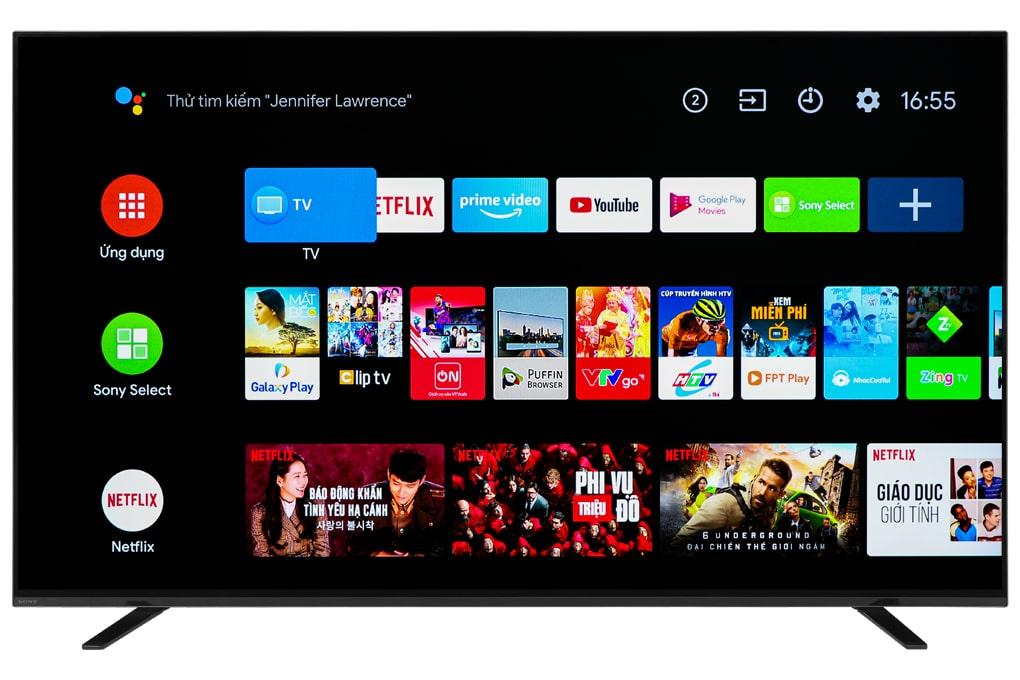 Thử tìm kiếm "Jennifer Lawrence"
2
16:55
Ứng dụng
TV
NETFLIX
prime video
YouTube
Google Play
Movies
Sony Select
TV
MẮT
BIẾC
Galaxy Play
Clip tv
ON
PUFFIN
BROWSER
VTV go
CÚP TRUYỀN HÌNH HTV
HTV
XEM
MIỄN PHÍ
FPT Play
NhacCuaTui
Z
Zing TV
Sony Select
NETFLIX
Netflix
NETFLIX
BÁO ĐỘNG KHẨN
TÌNH YÊU HẠ CÁNH
사랑의 불시착
NETFLIX
PHI VỤ
TRIỆU ĐÔ
NETFLIX
6 UNDERGROUND
ĐẠI CHIẾN THẾ GIỚI NGẦM
NETFLIX
GIÁO DỤC
GIỚI TÍNH
SONY